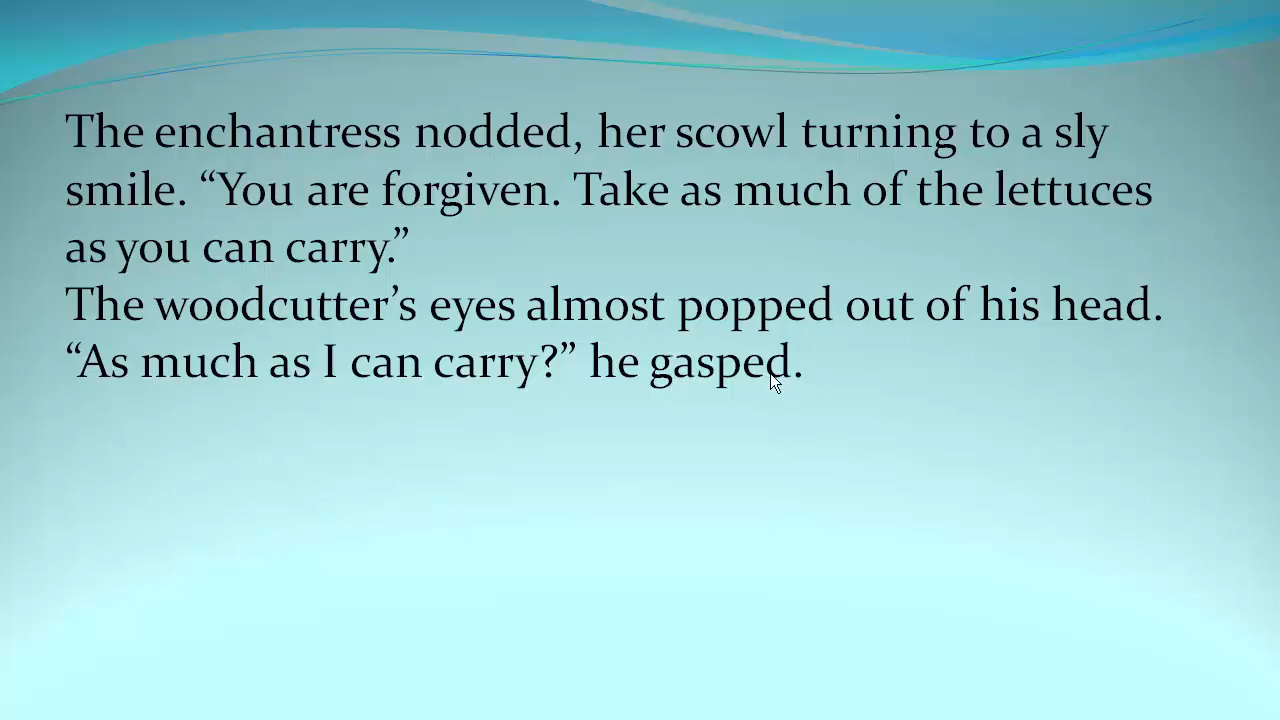 The enchantress nodded, her scowl turning to a sly
smile. “You are forgiven. Take as much of the lettuces
as you can carry.”
The woodcutter’s eyes almost popped out of his head.
“As much as I can carry?” he gasped.